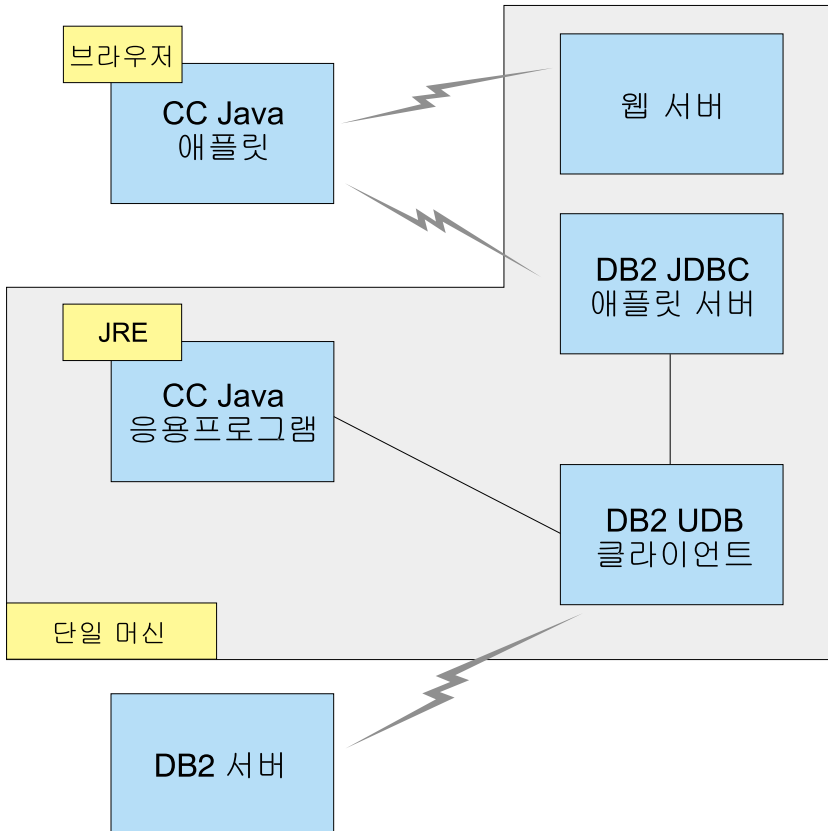 브라우저
CC Java
애플릿
웹 서버
DB2 JDBC
애플릿 서버
JRE
CC Java
응용프로그램
DB2 UDB
클라이언트
단일 머신
DB2 서버